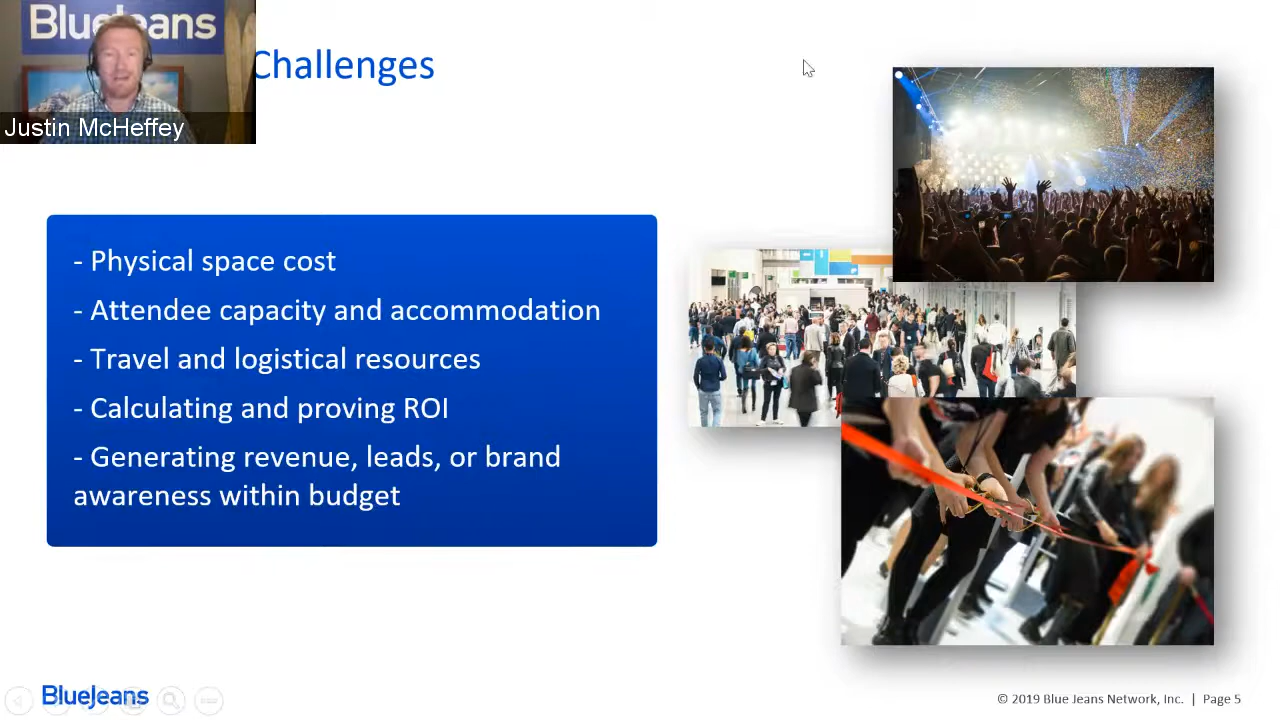 BlueJeans
Challenges
Justin McHeffey
- Physical space cost
- Attendee capacity and accommodation
- Travel and logistical resources
- Calculating and proving ROI
- Generating revenue, leads, or brand
awareness within budget
BlueJeans
© 2019 Blue Jeans Network, Inc. | Page 5